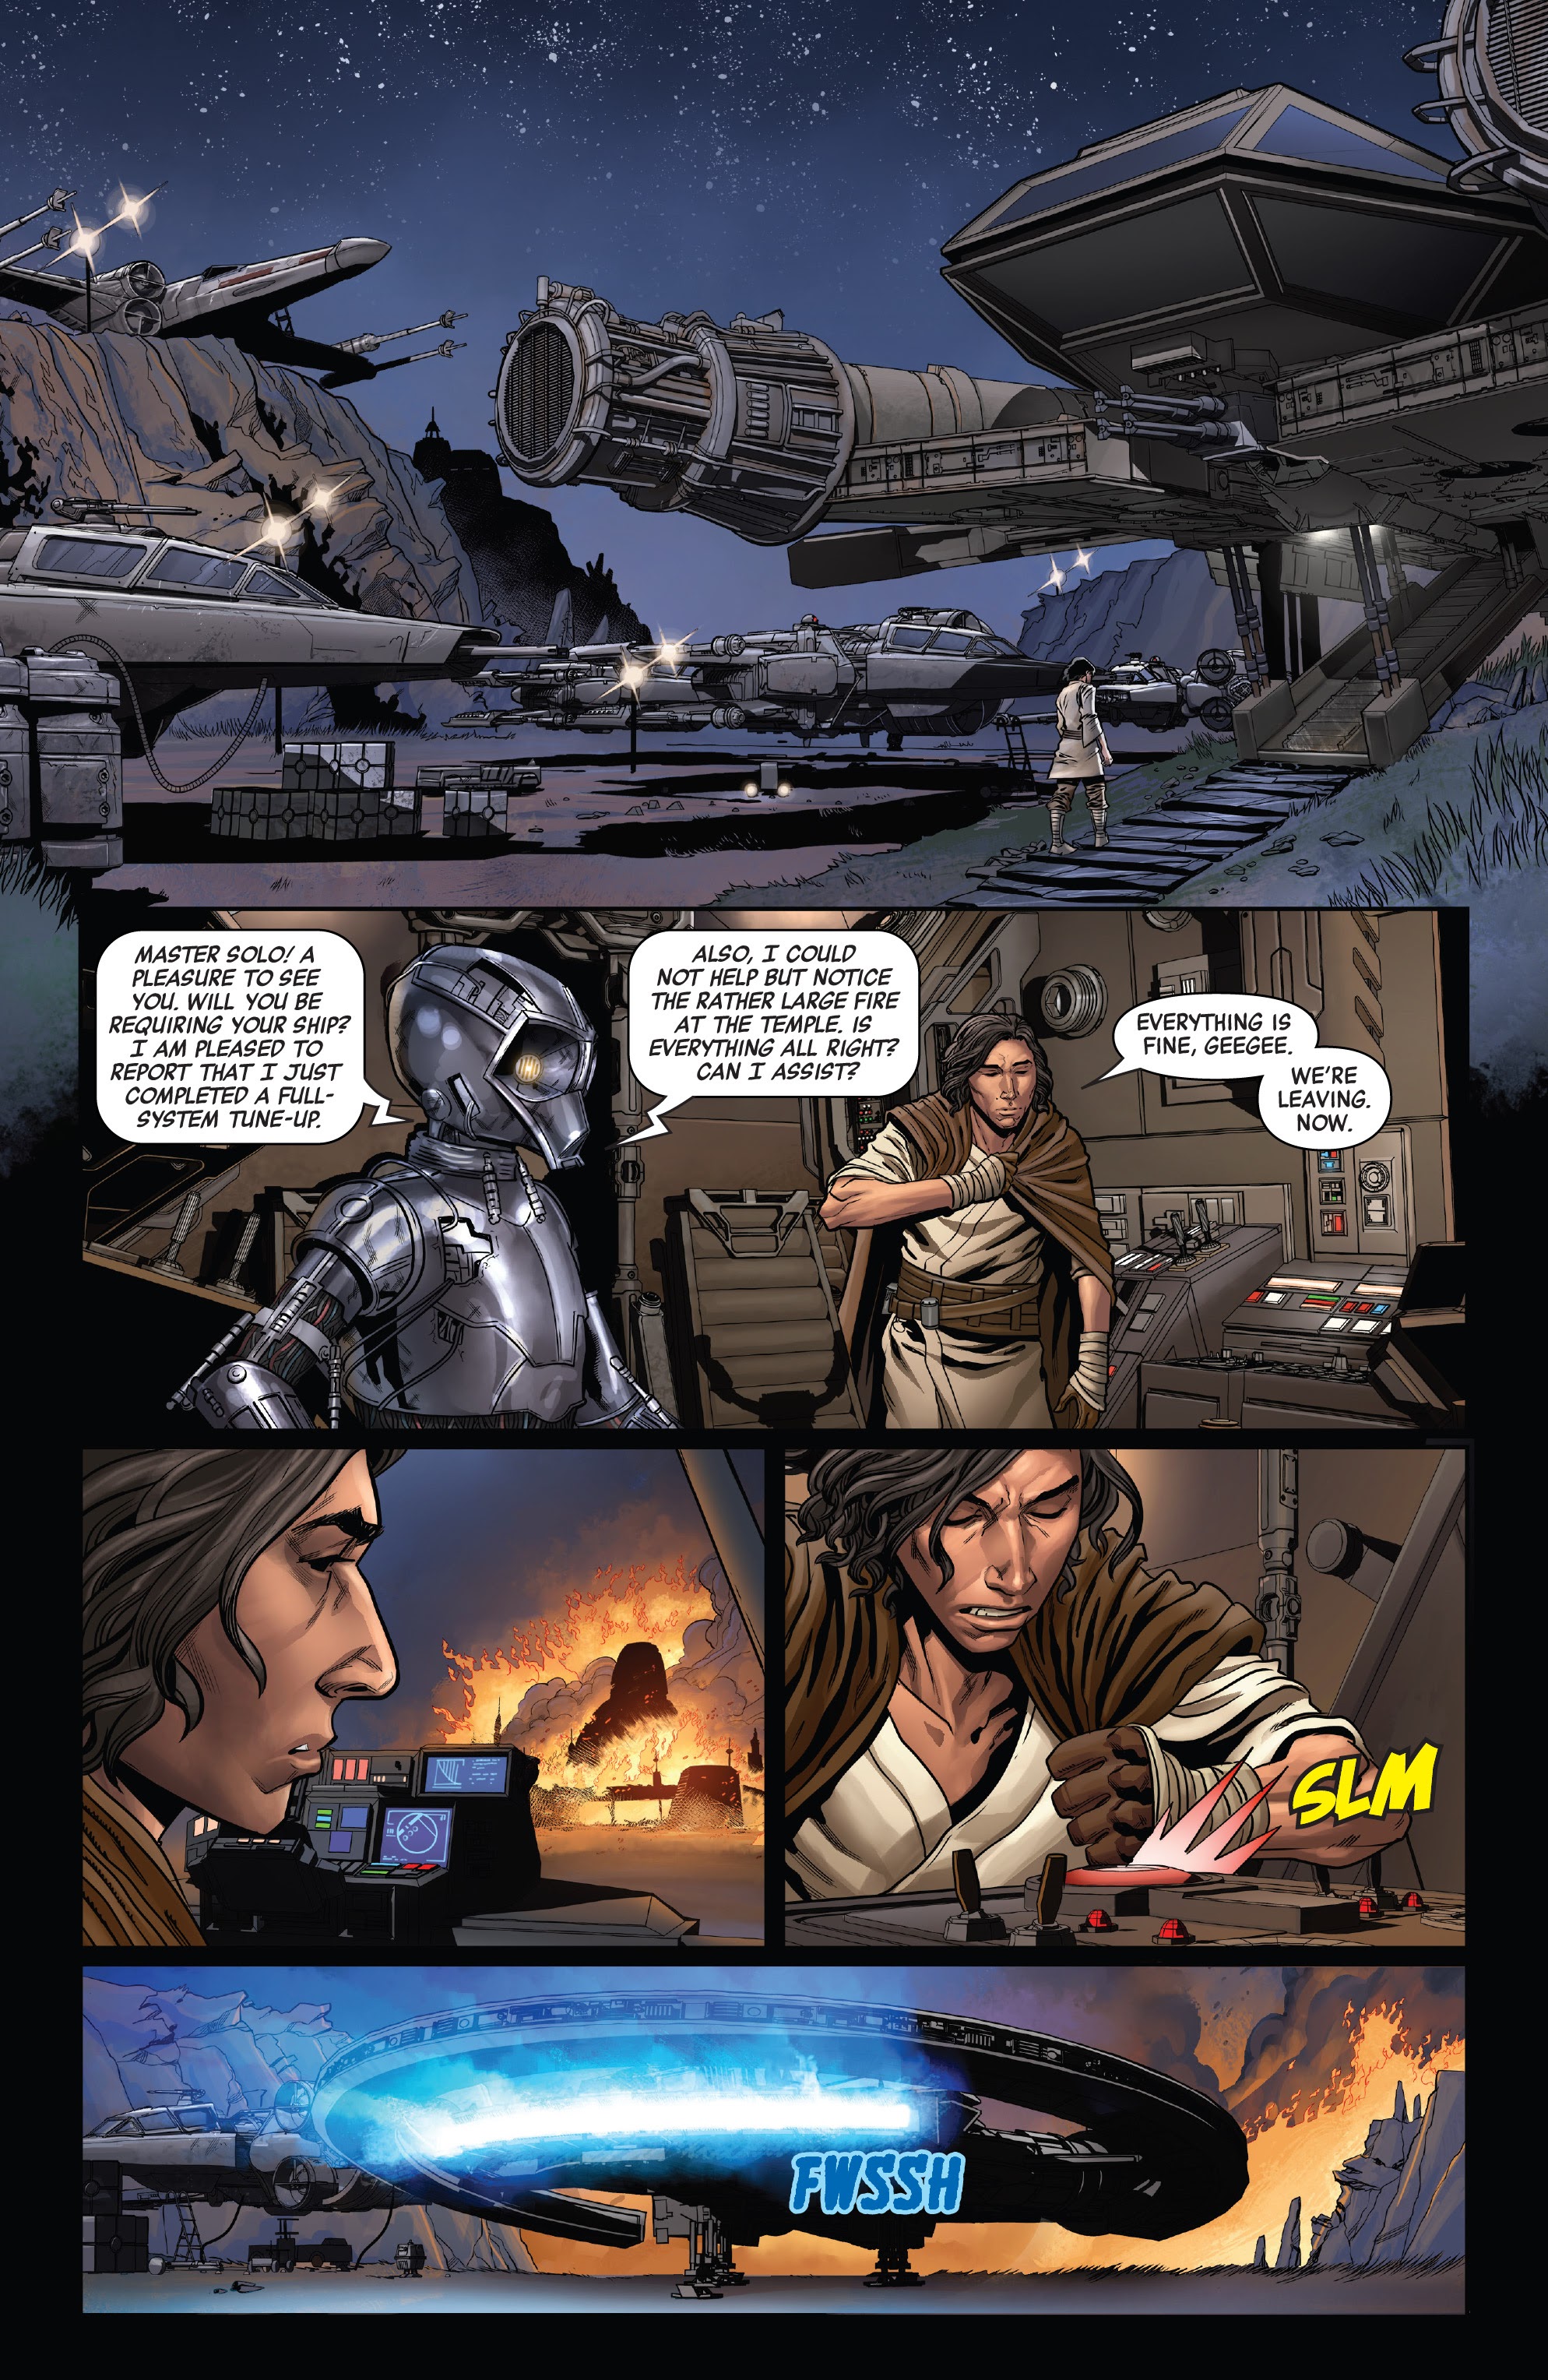 MASTER SOLO! A
PLEASURE TO SEE
YOU. WILL YOU BE
REQUIRING YOUR SHIP?
I AM PLEASED TO
REPORT THAT I JUST
COMPLETED A FULL-
SYSTEM TUNE-UP.
ALSO, I COULD
NOT HELP BUT NOTICE
THE RATHER LARGE FIRE
AT THE TEMPLE. IS
EVERYTHING ALL RIGHT?
CAN I ASSIST?
EVERYTHING IS
FINE, GEEGEE.
WE'RE
LEAVING.
NOW.
SLM
FWSSH